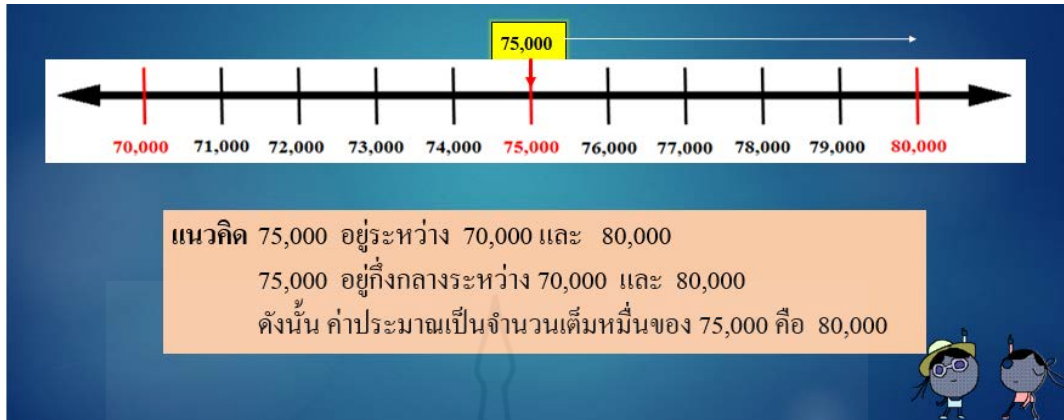 75,000
70,000 71,000 72,000 73,000 74,000 75,000 76,000 77,000 78,000 79,000 80,000
แนวคิด 75,000 อยู่ระหว่าง 70,000 และ 80,000
75,000 อยู่กึ่งกลางระหว่าง 70,000 และ 80,000
ดังนั้น ค่าประมาณเป็นจำนวนเต็มหมื่นของ 75,000 คือ 80,000